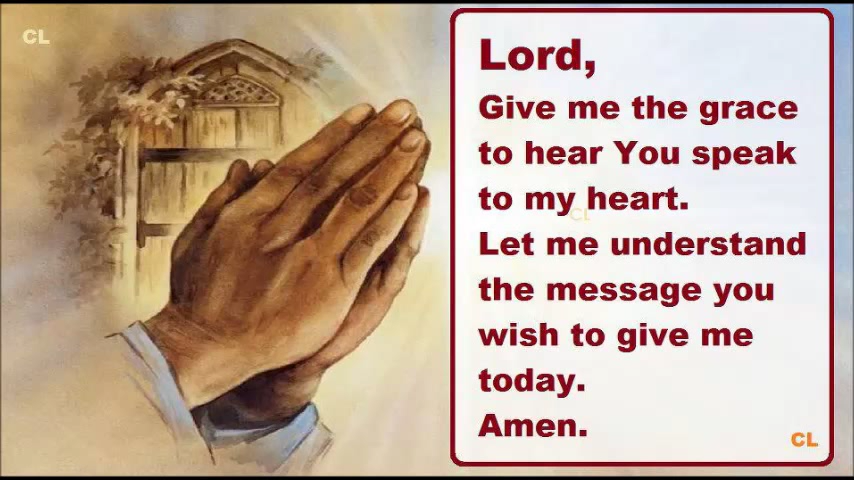 CL
Lord,
Give me the grace
to hear You speak
to my heart.
CL
Let me understand
the message you
wish to give me
today.
Amen.
CL